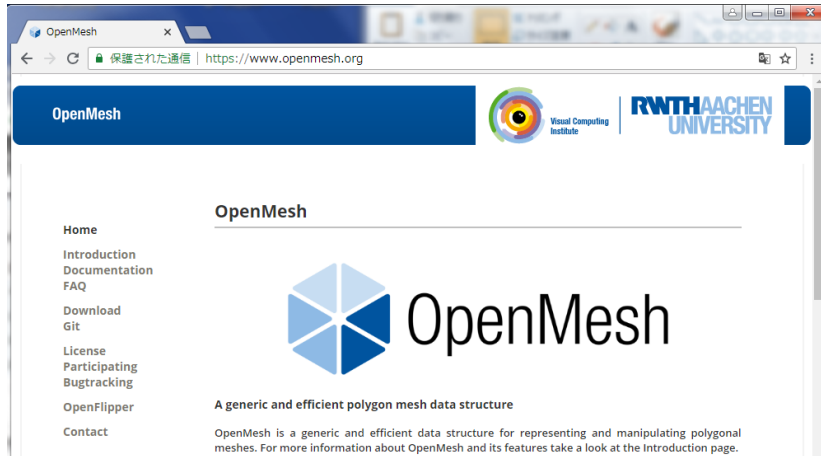 OpenMesh
保護された通信 | https://www.openmesh.org
OpenMesh
Visual Computing
Institute
RWTHAACHEN
UNIVERSITY
OpenMesh
Home
Introduction
Documentation
FAQ
Download
Git
License
Participating
Bugtracking
OpenFlipper
Contact
OpenMesh
A generic and efficient polygon mesh data structure
OpenMesh is a generic and efficient data structure for representing and manipulating polygonal
meshes. For more information about OpenMesh and its features take a look at the Introduction page.